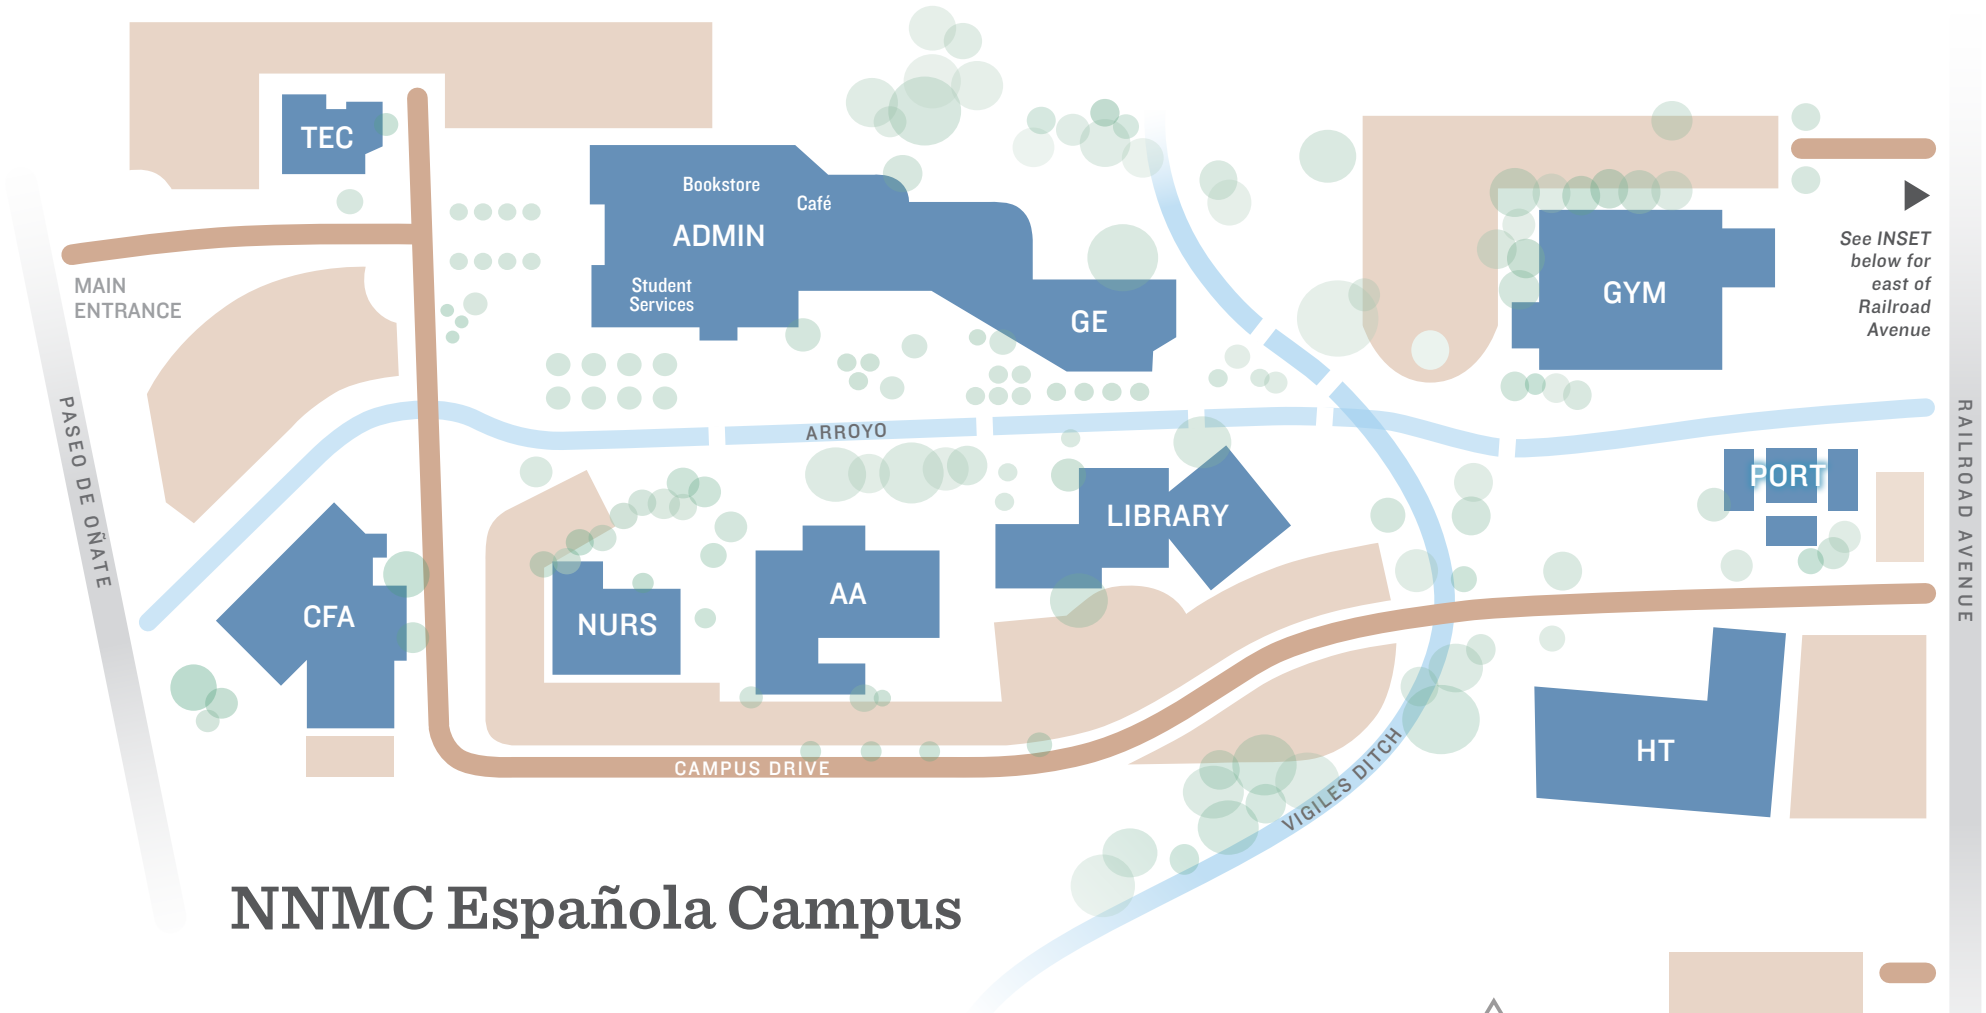 TEC
Bookstore
Café
ADMIN
Student
Services
GE
GYM
See INSET
below for
east of
Railroad
Avenue
MAIN
ENTRANCE
PASEO DE OÑATE
ARROYO
PORT
RAILROAD AVENUE
LIBRARY
CFA
NURS
AA
HT
CAMPUS DRIVE
VIGILES DITCH
NNMC Española Campus